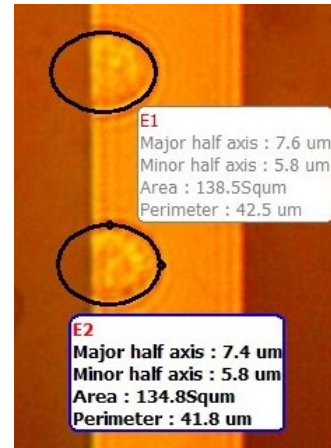 E1
Major half axis : 7.6 um
Minor half axis : 5.8 um
Area : 138.5Squm
Perimeter : 42.5 um
E2
Major half axis : 7.4 um
Minor half axis : 5.8 um
Area : 134.8Squm
Perimeter : 41.8 um